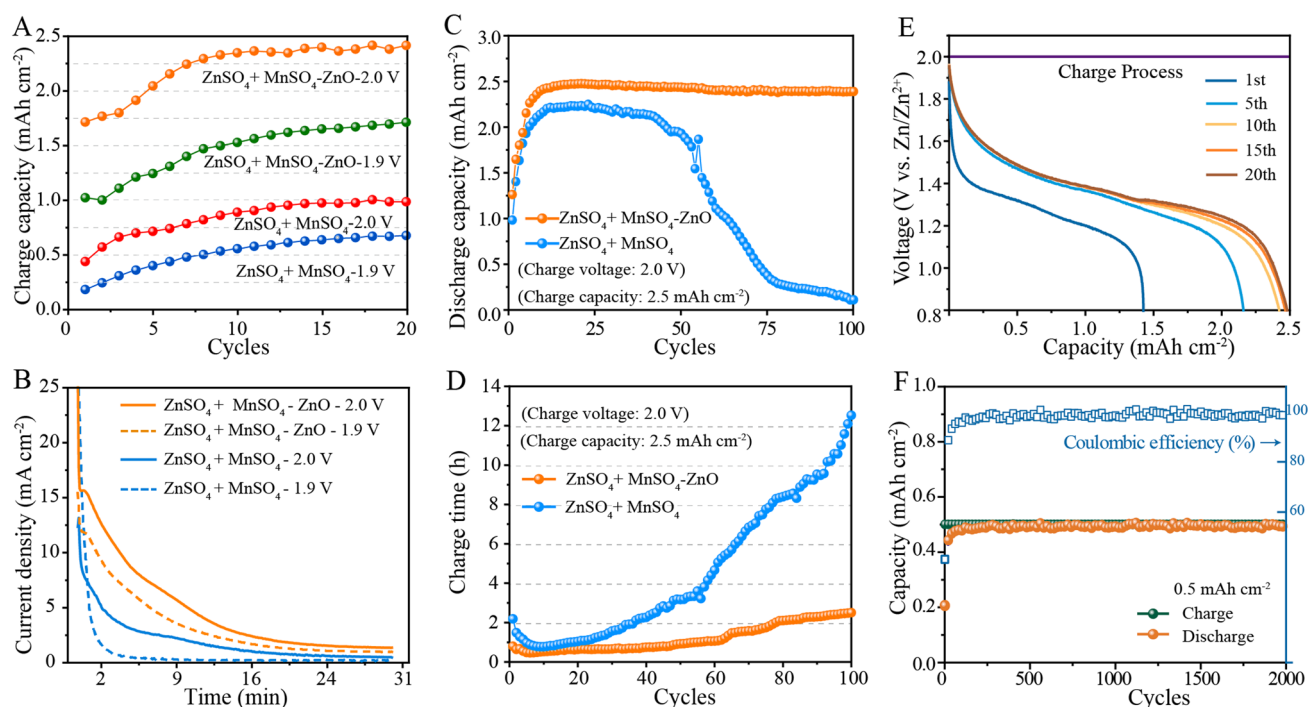 A
Charge capacity (mAh cm⁻²)
2.5
2.0
1.5
1.0
0.5
0.0
ZnSO₄+ MnSO₄-ZnO-2.0 V
ZnSO₄+ MnSO₄-ZnO-1.9 V
ZnSO₄+ MnSO₄-2.0 V
ZnSO₄+ MnSO₄-1.9 V
0 5 10 15 20
Cycles
B
Current density (mA cm⁻²)
25
20
15
10
5
0
ZnSO₄+ MnSO₄- ZnO - 2.0 V
ZnSO₄+ MnSO₄- ZnO - 1.9 V
ZnSO₄+ MnSO₄- 2.0 V
ZnSO₄+ MnSO₄- 1.9 V
2 9 16 24 31
Time (min)
C
Discharge capacity (mAh cm⁻²)
3.0
2.5
2.0
1.5
1.0
0.5
0.0
ZnSO₄+ MnSO₄-ZnO
ZnSO₄+ MnSO₄
(Charge voltage: 2.0 V)
(Charge capacity: 2.5 mAh cm⁻²)
0 25 50 75 100
Cycles
D
Charge time (h)
14
12
10
8
6
4
2
0
(Charge voltage: 2.0 V)
(Charge capacity: 2.5 mAh cm⁻²)
ZnSO₄+ MnSO₄-ZnO
ZnSO₄+ MnSO₄
0 20 40 60 80 100
Cycles
E
Voltage (V vs. Zn/Zn²⁺)
2.0
1.8
1.6
1.4
1.2
1.0
0.8
Charge Process
1st
5th
10th
15th
20th
0.5 1.0 1.5 2.0 2.5
Capacity (mAh cm⁻²)
F
Capacity (mAh cm⁻²)
1.0
0.8
0.6
0.4
0.2
0.0
100
80
60
Coulombic efficiency (%) →
0.5 mAh cm⁻²
Charge
Discharge
0 500 1000 1500 2000
Cycles